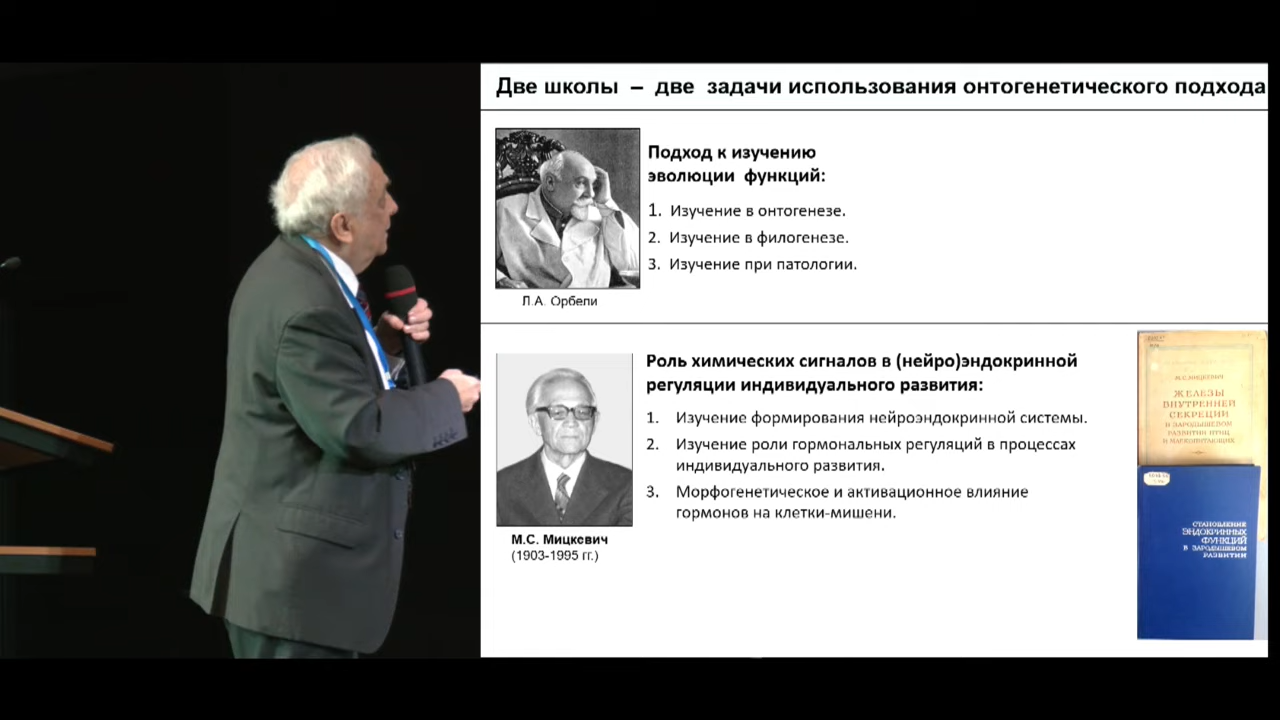 Две школы – две задачи использования онтогенетического подхода
Подход к изучению
эволюции функций:
1. Изучение в онтогенезе.
2. Изучение в филогенезе.
3. Изучение при патологии.
Л.А. Орбели
Роль химических сигналов в (нейро)эндокринной
регуляции индивидуального развития:
1. Изучение формирования нейроэндокринной системы.
2. Изучение роли гормональных регуляций в процессах
индивидуального развития.
3. Морфогенетическое и активационное влияние
гормонов на клетки-мишени.
М.С. Мицкевич
(1903-1995 гг.)
М.С. МИЦКЕВИЧ
ЖЕЛЕЗЫ
ВНУТРЕННЕЙ
СЕКРЕЦИИ
В ЗАРОДЫШЕВОМ
РАЗВИТИИ ПТИЦ
И МЛЕКОПИТАЮЩИХ
СТАНОВЛЕНИЕ
ЭНДОКРИННЫХ
ФУНКЦИЙ
В ЗАРОДЫШЕВОМ
РАЗВИТИИ